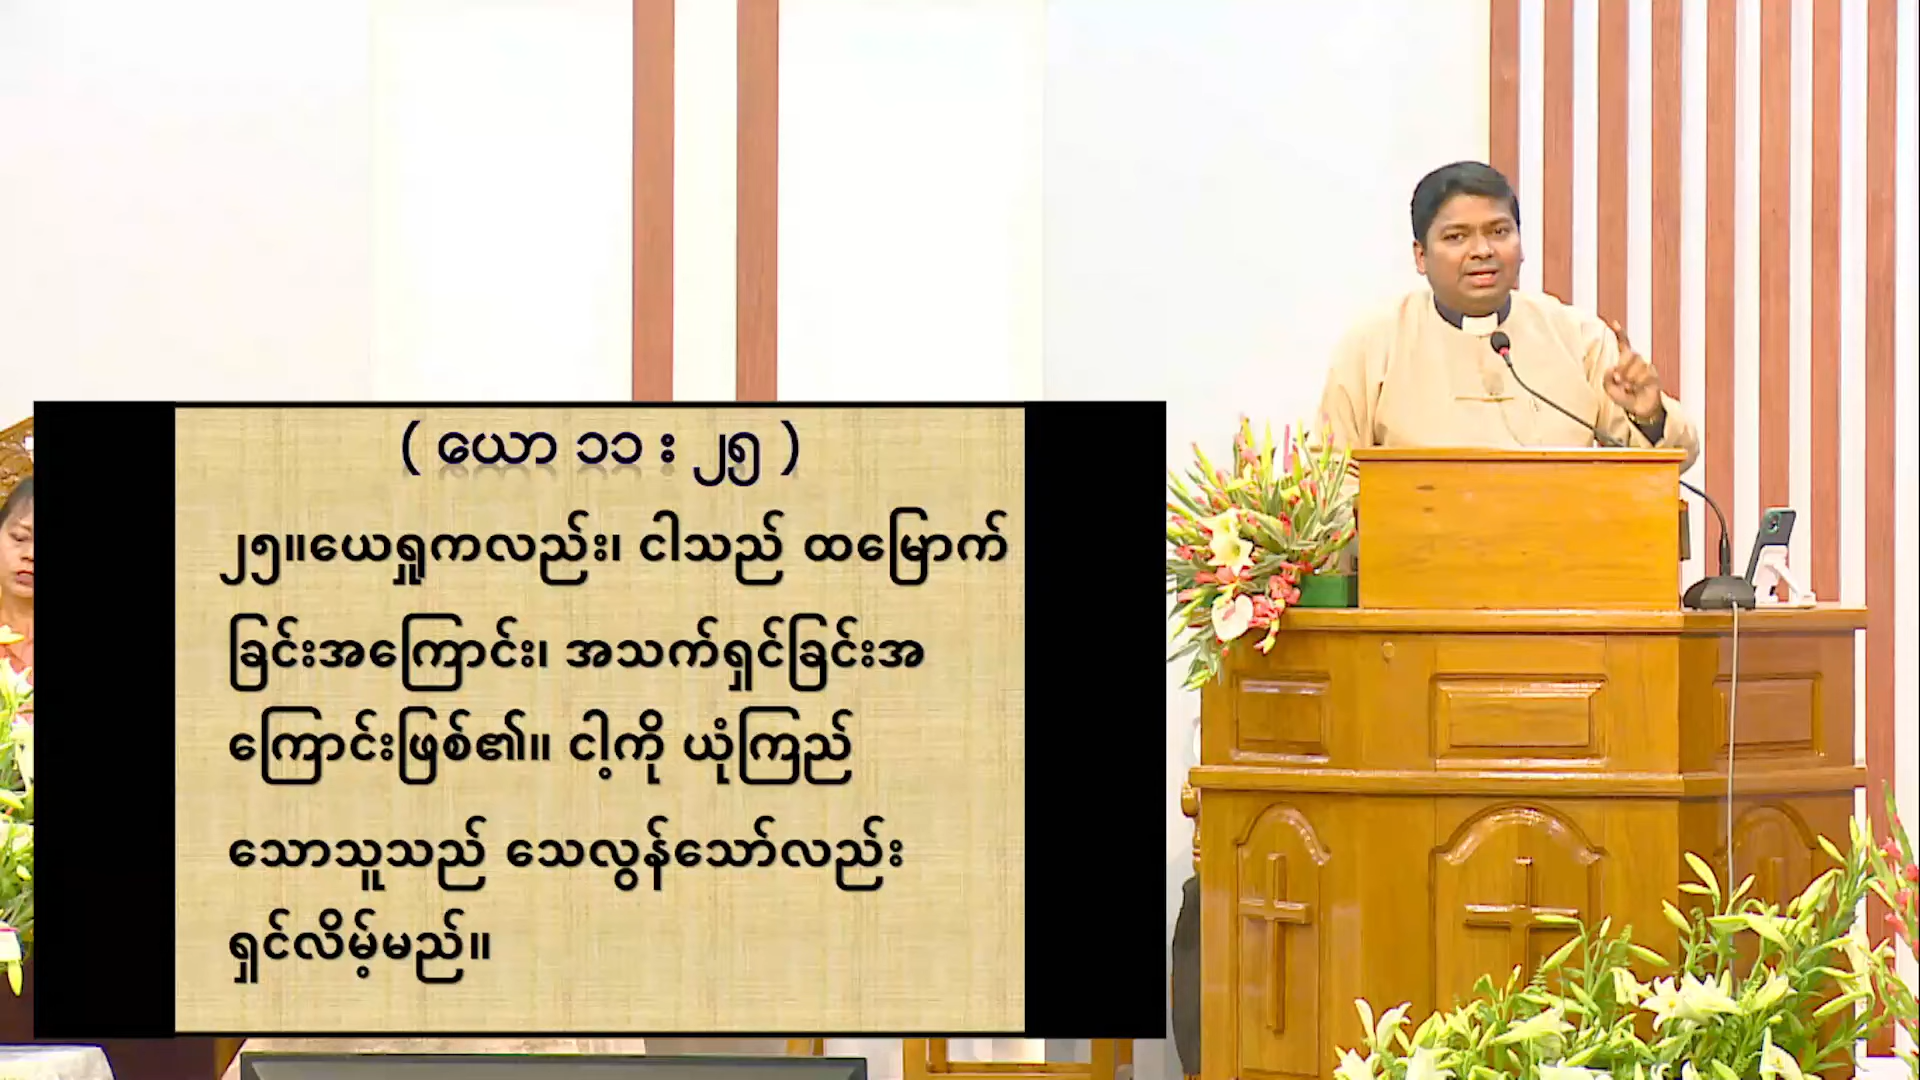 ( ယော ၁၁ : ၂၅ )
၂၅။ယေရှုကလည်း၊ ငါသည် ထမြောက်
ခြင်းအကြောင်း၊ အသက်ရှင်ခြင်းအ
ကြောင်းဖြစ်၏။ ငါ့ကို ယုံကြည်
သောသူသည် သေလွန်သော်လည်း
ရှင်လိမ့်မည်။